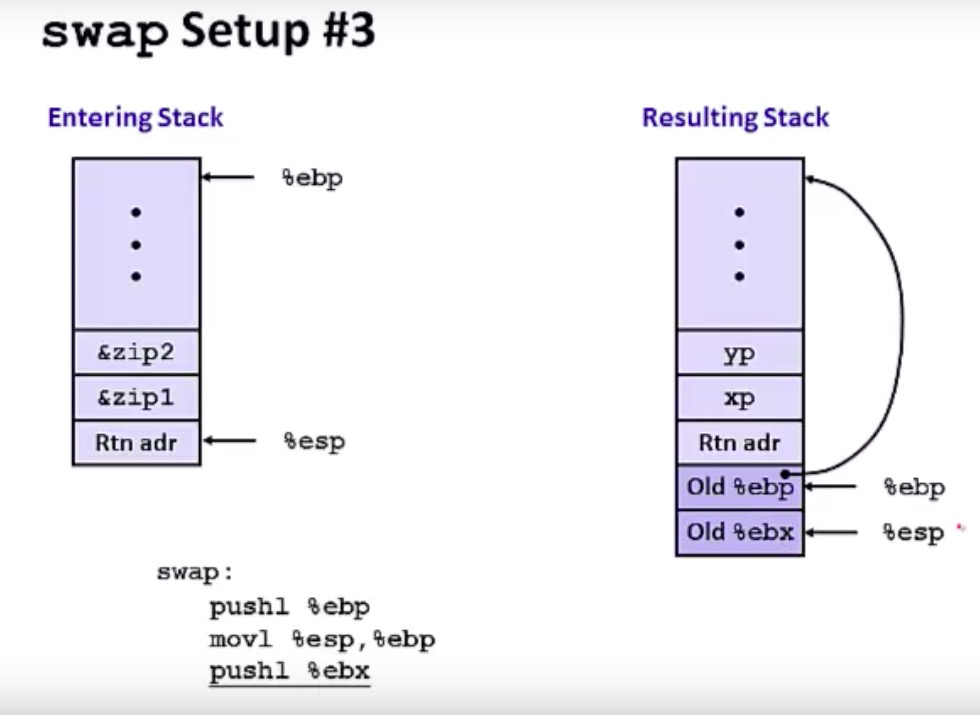 swap Setup #3
Entering Stack
%ebp
&zip2
&zip1
Rtn adr
%esp
Resulting Stack
yp
xp
Rtn adr
Old %ebp
%ebp
Old %ebx
%esp
swap:
pushl %ebp
movl %esp,%ebp
pushl %ebx